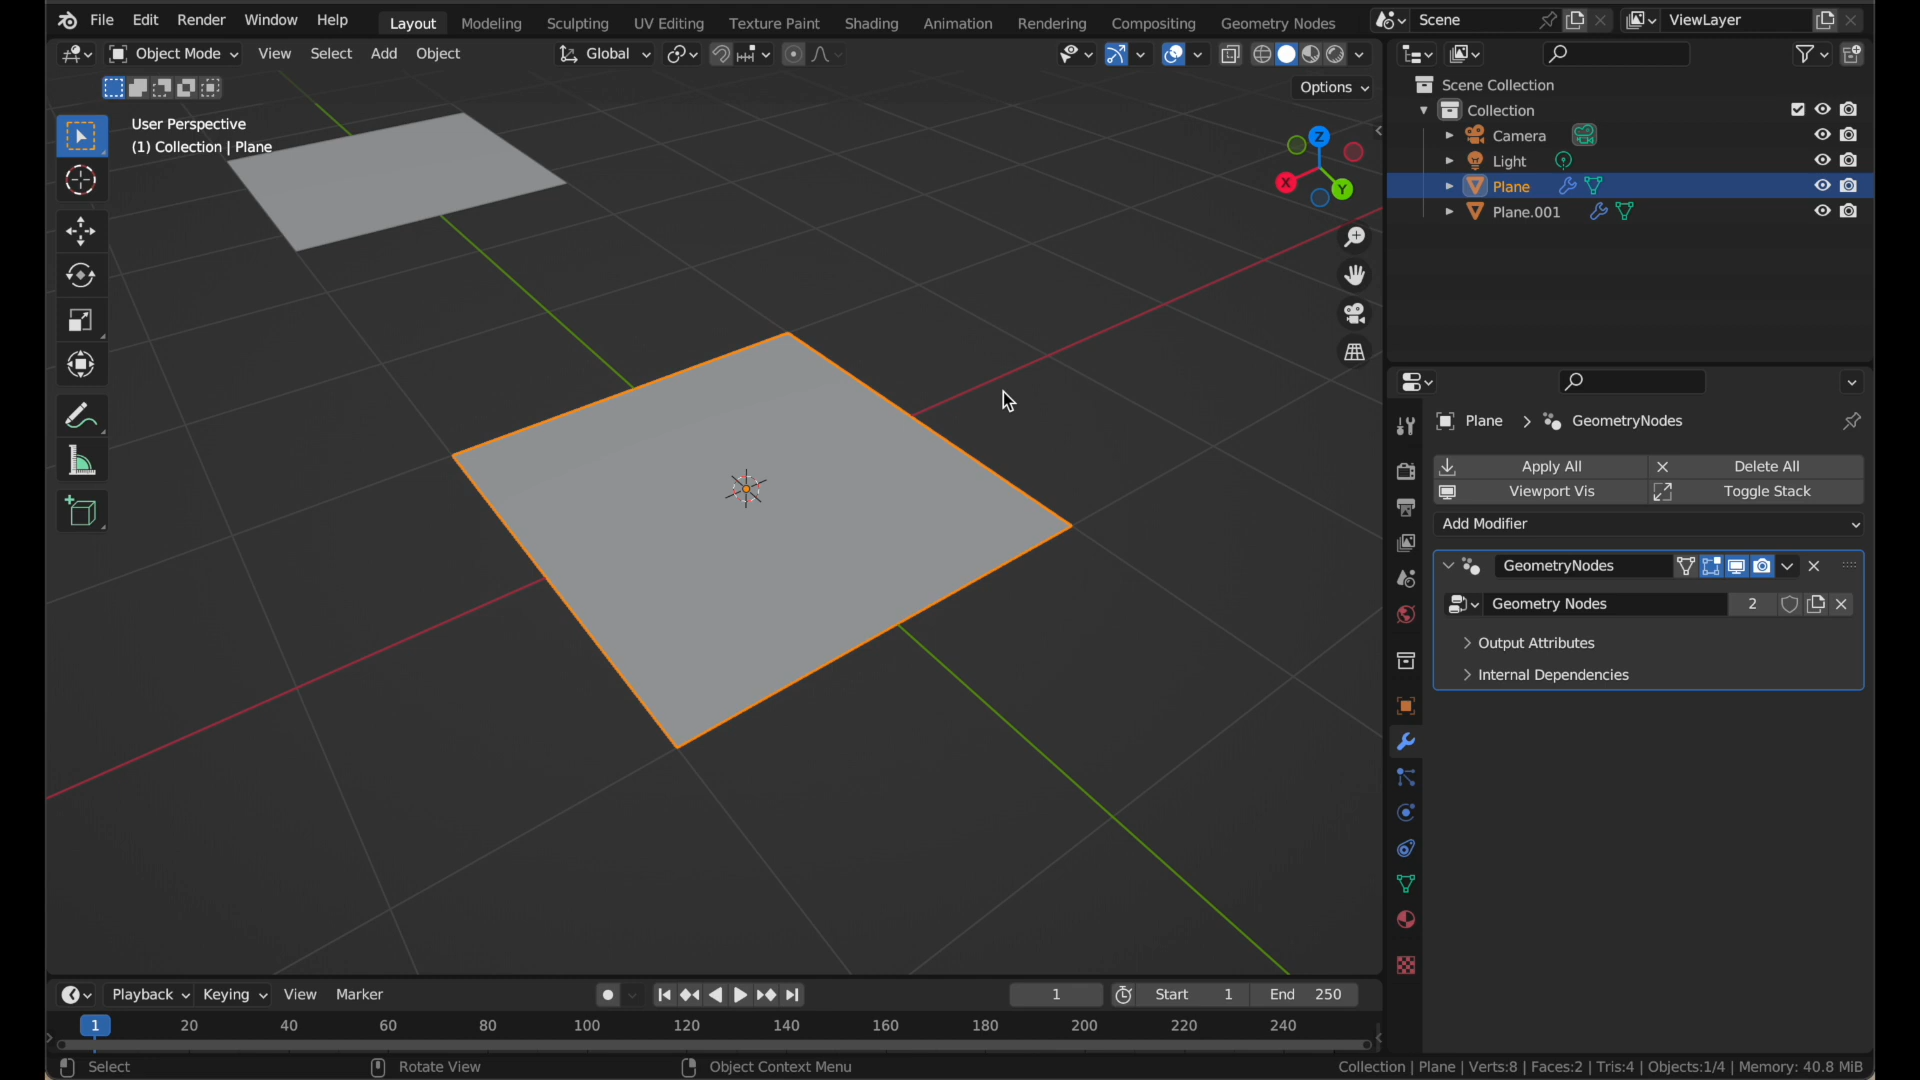 File Edit Render Window Help Layout Modeling Sculpting UV Editing Texture Paint Shading Animation Rendering Compositing Geometry Nodes Scene ViewLayer
Object Mode View Select Add Object Global
Options
User Perspective
(1) Collection | Plane
Z
X
Y
Scene Collection
Collection
Camera
Light
Plane
Plane.001
Plane > GeometryNodes
Apply All Delete All
Viewport Vis Toggle Stack
Add Modifier
GeometryNodes
Geometry Nodes 2
Output Attributes
Internal Dependencies
Playback Keying View Marker 1 Start 1 End 250
1 20 40 60 80 100 120 140 160 180 200 220 240
Select Rotate View Object Context Menu Collection | Plane | Verts:8 | Faces:2 | Tris:4 | Objects:1/4 | Memory: 40.8 MiB